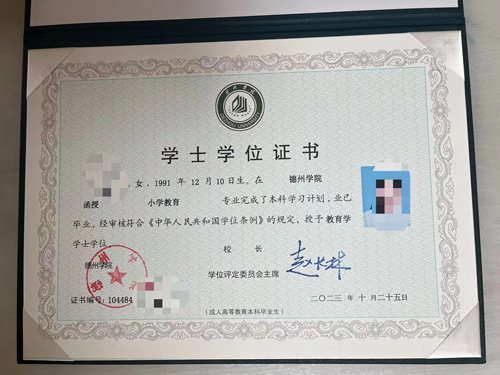 学士学位证书
，女，1991 年 12 月 10 日生。在 德州学院
函授 小学教育 专业完成了本科学习计划，业已
毕业，经审核符合《中华人民共和国学位条例》的规定，授予 教育学
学士学位。
德州学院
校 长
学位评定委员会主席
赵长林
证书编号：104484
二〇二三年 十 月 二十五日
（成人高等教育本科毕业生）